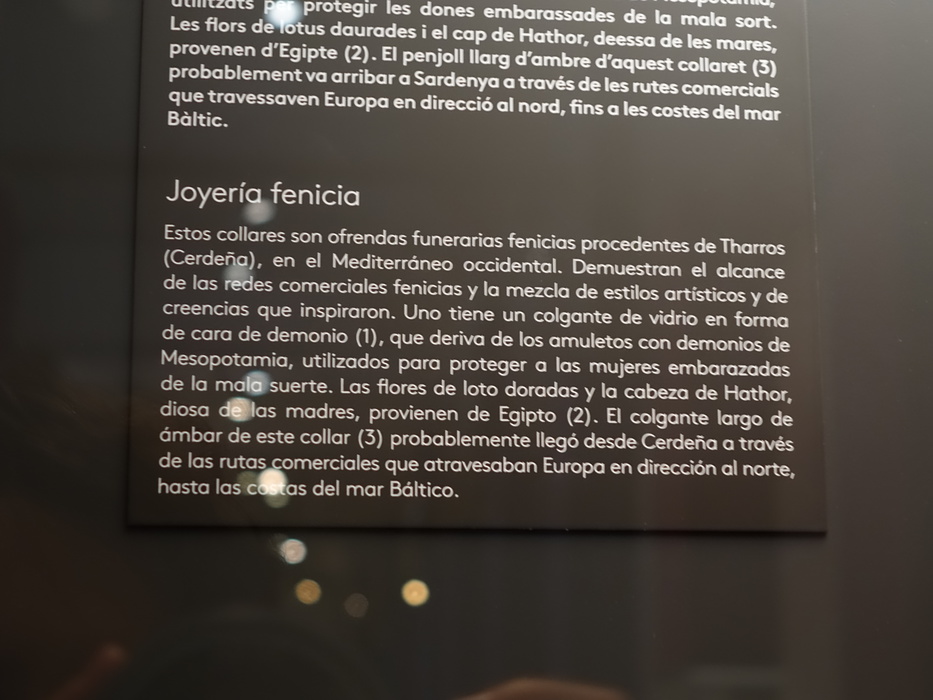 utilitzats per protegir les dones embarassades de la mala sort.
Les flors de lotus daurades i el cap de Hathor, deessa de les mares,
provenen d'Egipte (2). El penjoll llarg d'ambre d'aquest collaret (3)
probablement va arribar a Sardenya a través de les rutes comercials
que travessaven Europa en direcció al nord, fins a les costes del mar
Bàltic.
Joyería fenicia
Estos collares son ofrendas funerarias fenicias procedentes de Tharros
(Cerdeña), en el Mediterráneo occidental. Demuestran el alcance
de las redes comerciales fenicias y la mezcla de estilos artísticos y de
creencias que inspiraron. Uno tiene un colgante de vidrio en forma
de cara de demonio (1), que deriva de los amuletos con demonios de
Mesopotamia, utilizados para proteger a las mujeres embarazadas
de la mala suerte. Las flores de loto doradas y la cabeza de Hathor,
diosa de las madres, provienen de Egipto (2). El colgante largo de
ámbar de este collar (3) probablemente llegó desde Cerdeña a través
de las rutas comerciales que atravesaban Europa en dirección al norte,
hasta las costas del mar Báltico.